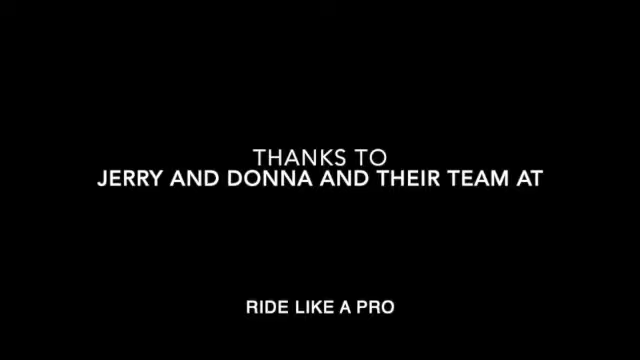 THANKS TO
JERRY AND DONNA AND THEIR TEAM AT
RIDE LIKE A PRO